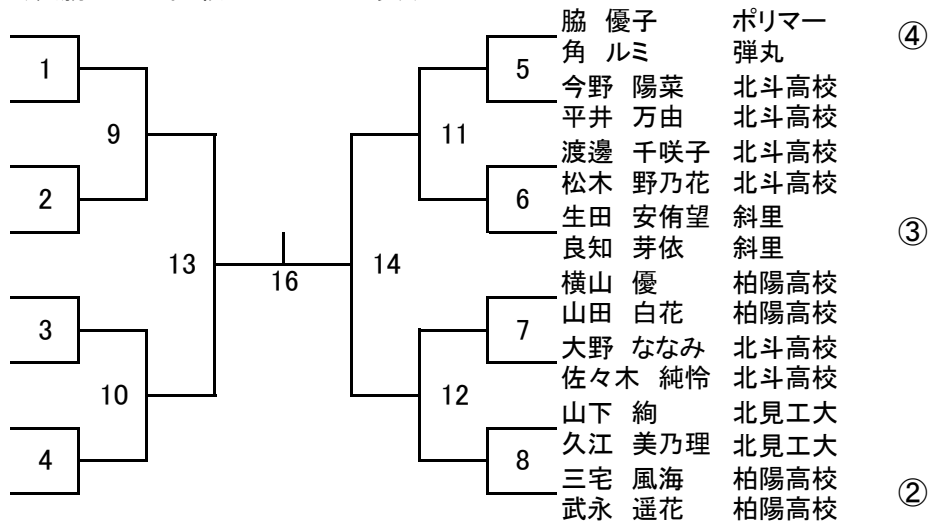 脇 優子 ポリマー ④
角 ルミ 弾丸
1 5
今野 陽菜 北斗高校
平井 万由 北斗高校
9 11
渡邊 千咲子 北斗高校
松木 野乃花 北斗高校
2 6
生田 安侑望 斜里 ③
良知 芽依 斜里
13 14
16
横山 優 柏陽高校
山田 白花 柏陽高校
3 7
大野 ななみ 北斗高校
佐々木 純怜 北斗高校
10 12
山下 絢 北見工大
久江 美乃理 北見工大
4 8
三宅 風海 柏陽高校 ②
武永 遥花 柏陽高校